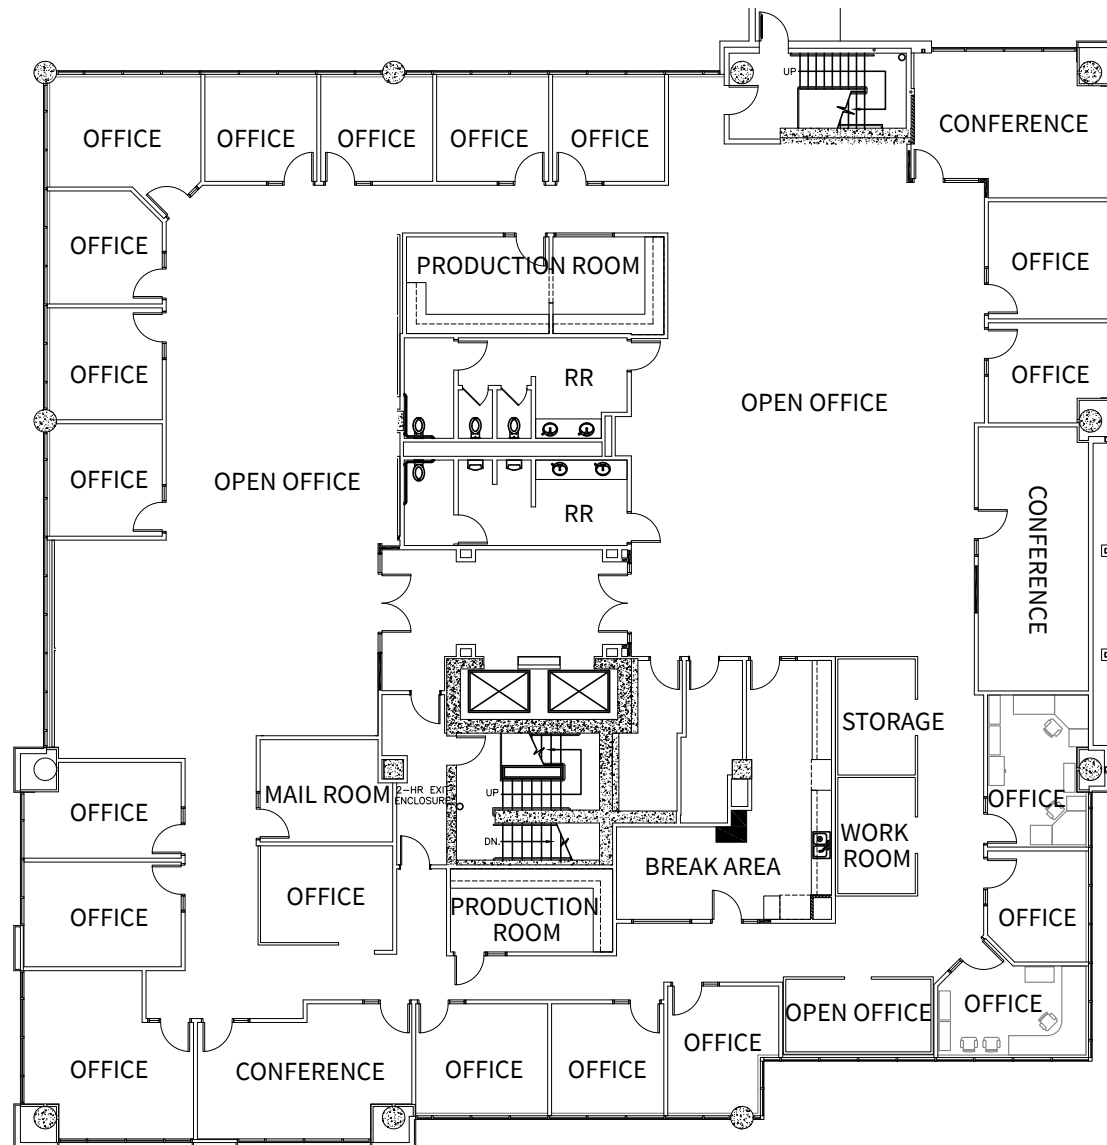 UP
CONFERENCE
OFFICE
OFFICE
OFFICE
OFFICE
OFFICE
OFFICE
PRODUCTION ROOM
OFFICE
OFFICE
RR
OFFICE
OPEN OFFICE
OFFICE
OPEN OFFICE
RR
CONFERENCE
STORAGE
MAIL ROOM
2-HR EXIT
ENCLOSURE
UP
OFFICE
OFFICE
DN.
WORK
ROOM
BREAK AREA
OFFICE
OFFICE
PRODUCTION
ROOM
OFFICE
OFFICE
OPEN OFFICE
OFFICE
OFFICE
CONFERENCE
OFFICE
OFFICE